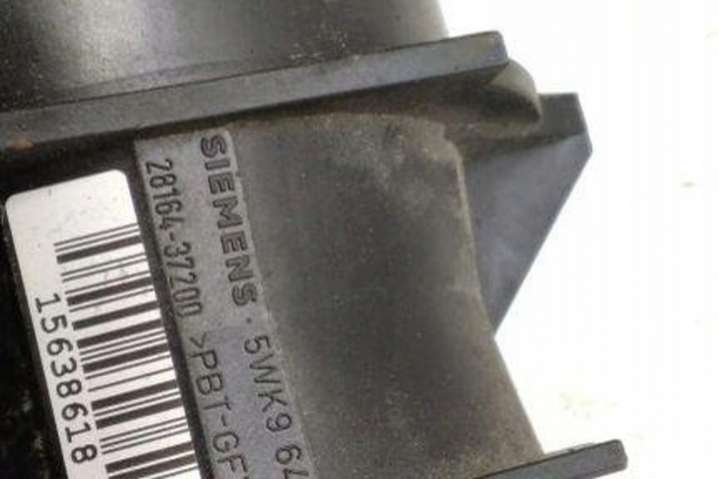 SIEMENS · 5WK9 64
28164-37200 >PBT-GF
15638618